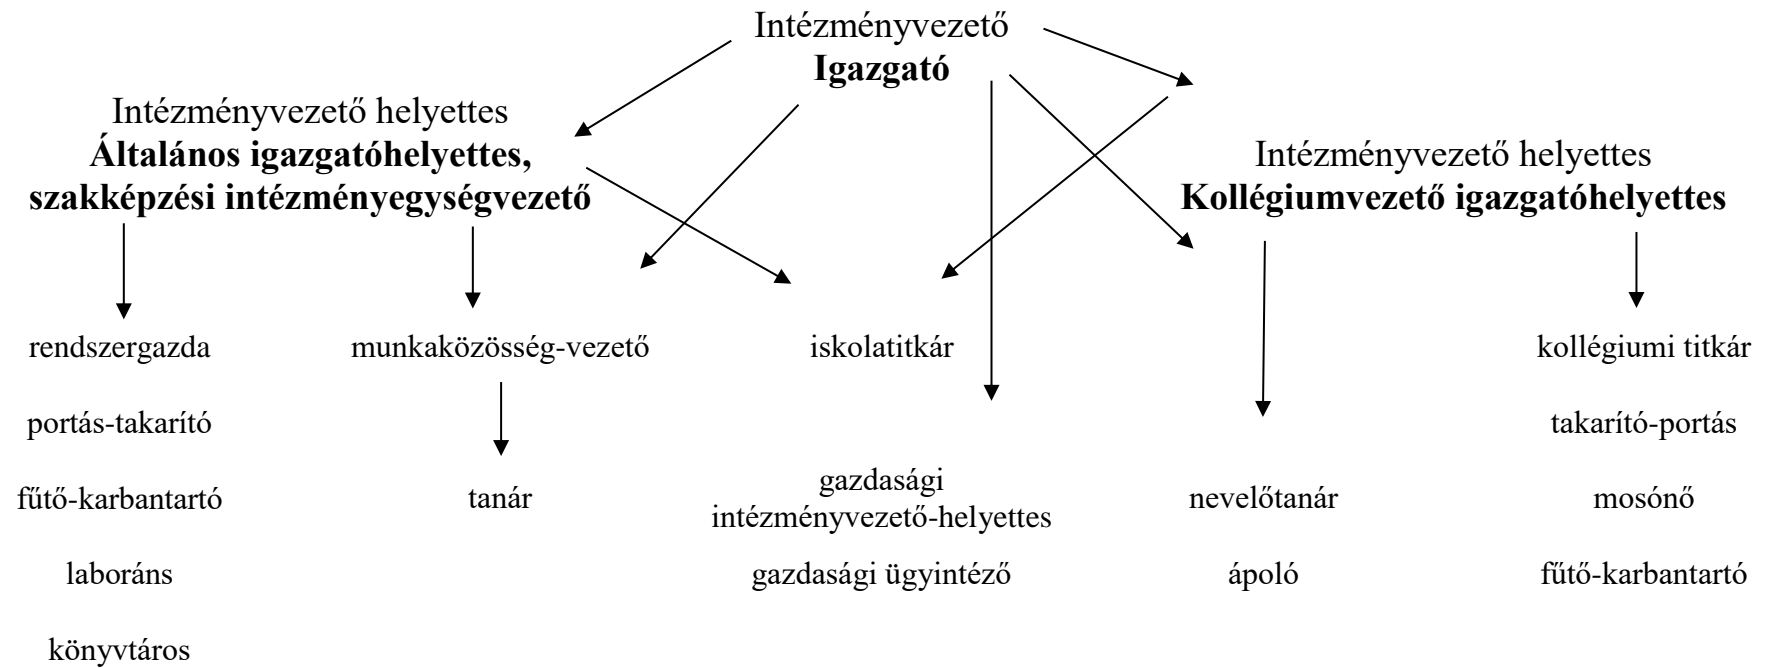 Intézményvezető
Igazgató
Intézményvezető helyettes
Általános igazgatóhelyettes,
szakképzési intézményegységvezető
Intézményvezető helyettes
Kollégiumvezető igazgatóhelyettes
rendszergazda
munkaközösség-vezető
iskolatitkár
kollégiumi titkár
portás-takarító
takarító-portás
fűtő-karbantartó
tanár
gazdasági
intézményvezető-helyettes
nevelőtanár
mosónő
laboráns
gazdasági ügyintéző
ápoló
fűtő-karbantartó
könyvtáros